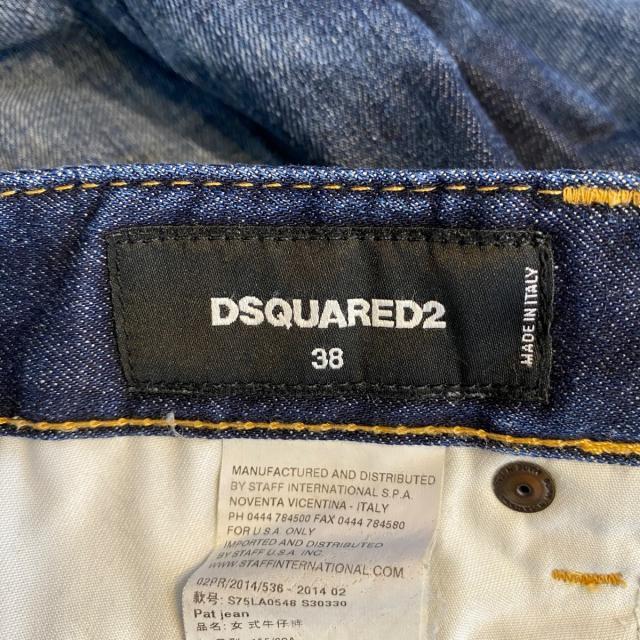 DSQUARED2
38
MADE IN ITALY
MANUFACTURED AND DISTRIBUTED
BY STAFF INTERNATIONAL S.P.A.
NOVENTA VICENTINA - ITALY
PH 0444 784500 FAX 0444 784580
FOR U.S.A. ONLY
IMPORTED AND DISTRIBUTED
BY STAFF U.S.A. INC.
WWW.STAFFINTERNATIONAL.COM
02PR/2014/536 - 2014 02
款号: S75LA0548 S30330
Pat jean
品名: 女 式 牛仔裤